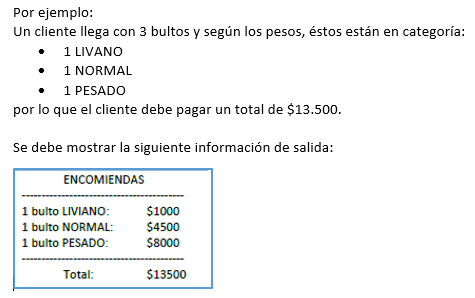 Por ejemplo:
Un cliente llega con 3 bultos y según los pesos, éstos están en categoría:
• 1 LIVANO
• 1 NORMAL
• 1 PESADO
por lo que el cliente debe pagar un total de $13.500.
Se debe mostrar la siguiente información de salida:
ENCOMIENDAS
------------------------------------------
1 bulto LIVIANO: $1000
1 bulto NORMAL: $4500
1 bulto PESADO: $8000
------------------------------------------
Total: $13500